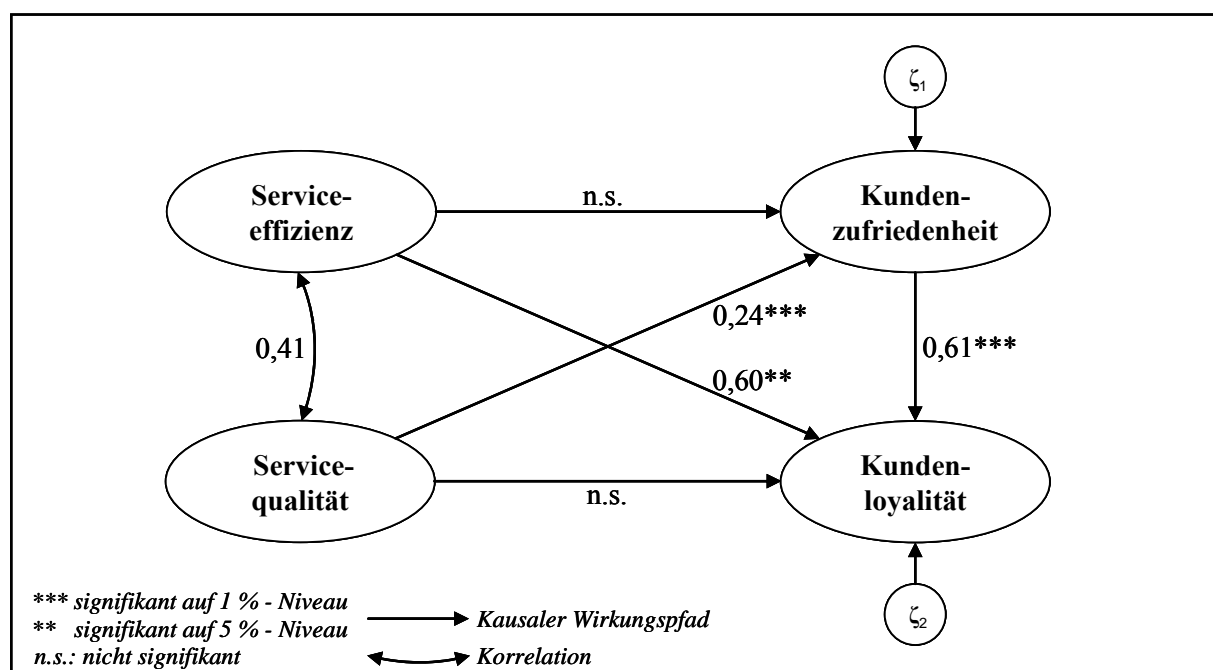 ζ1
Service-
effizienz
n.s.
Kunden-
zufriedenheit
0,24***
0,41
0,61***
0,60**
Service-
qualität
n.s.
Kunden-
loyalität
*** signifikant auf 1 % - Niveau
** signifikant auf 5 % - Niveau
n.s.: nicht signifikant
Kausaler Wirkungspfad
Korrelation
ζ2